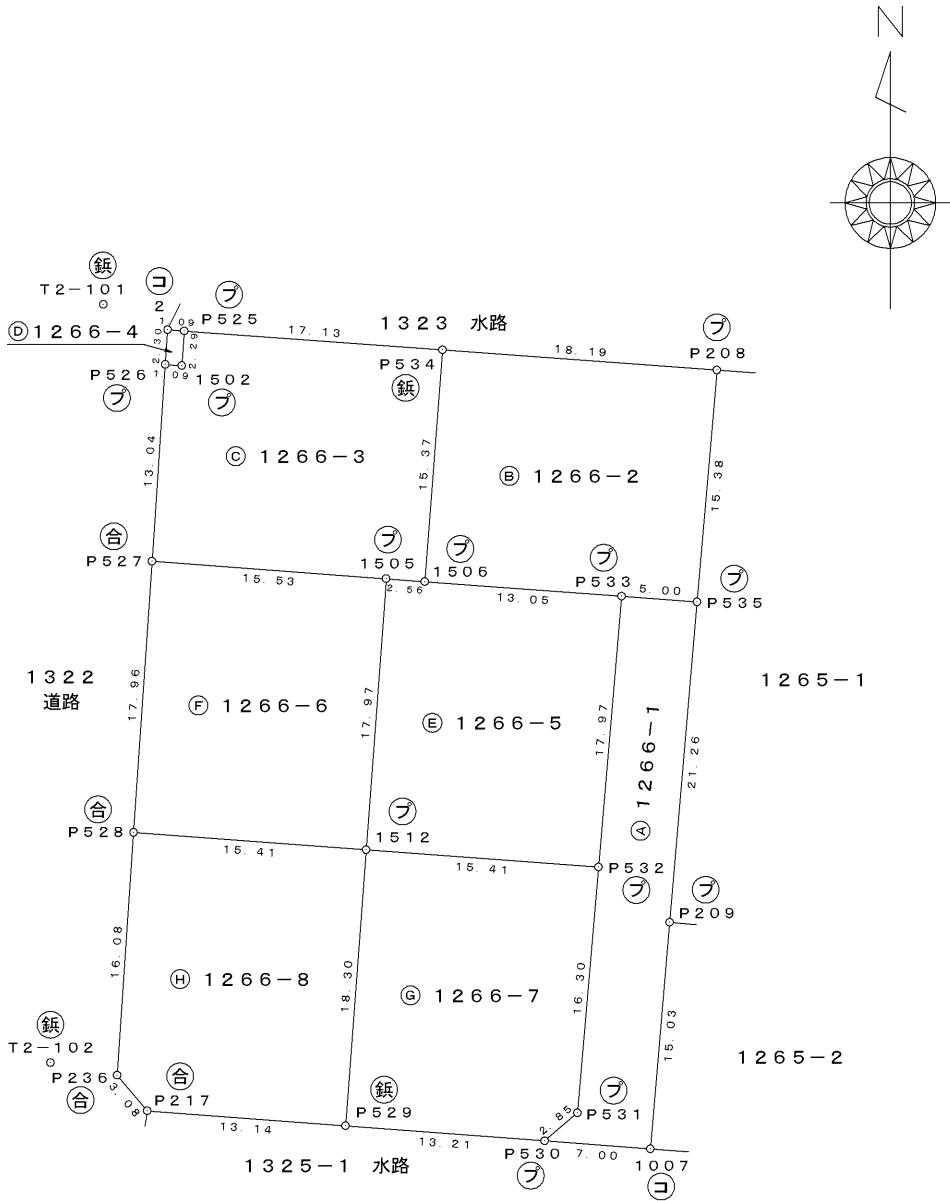 N
鋲
T2-101
コ
2
プ
P525
Ⓓ1266-4
1.09
2.30
2.29
1.09
P526
プ
1502
プ
17.13
1323 水路
P534
鋲
18.19
プ
P208
13.04
Ⓒ 1266-3
15.37
Ⓑ 1266-2
15.38
合
P527
15.53
プ
1505
2.56
プ
1506
13.05
プ
P533
5.00
プ
P535
1322
道路
17.96
Ⓕ 1266-6
17.97
Ⓔ 1266-5
17.97
Ⓐ 1266-1
21.26
1265-1
合
P528
15.41
プ
1512
15.41
P532
プ
プ
P209
16.08
Ⓗ 1266-8
18.30
Ⓖ 1266-7
16.30
15.03
1265-2
鋲
T2-102
P236
合
3.08
合
P217
13.14
鋲
P529
13.21
2.85
プ
P531
P530
プ
7.00
1007
コ
1325-1 水路